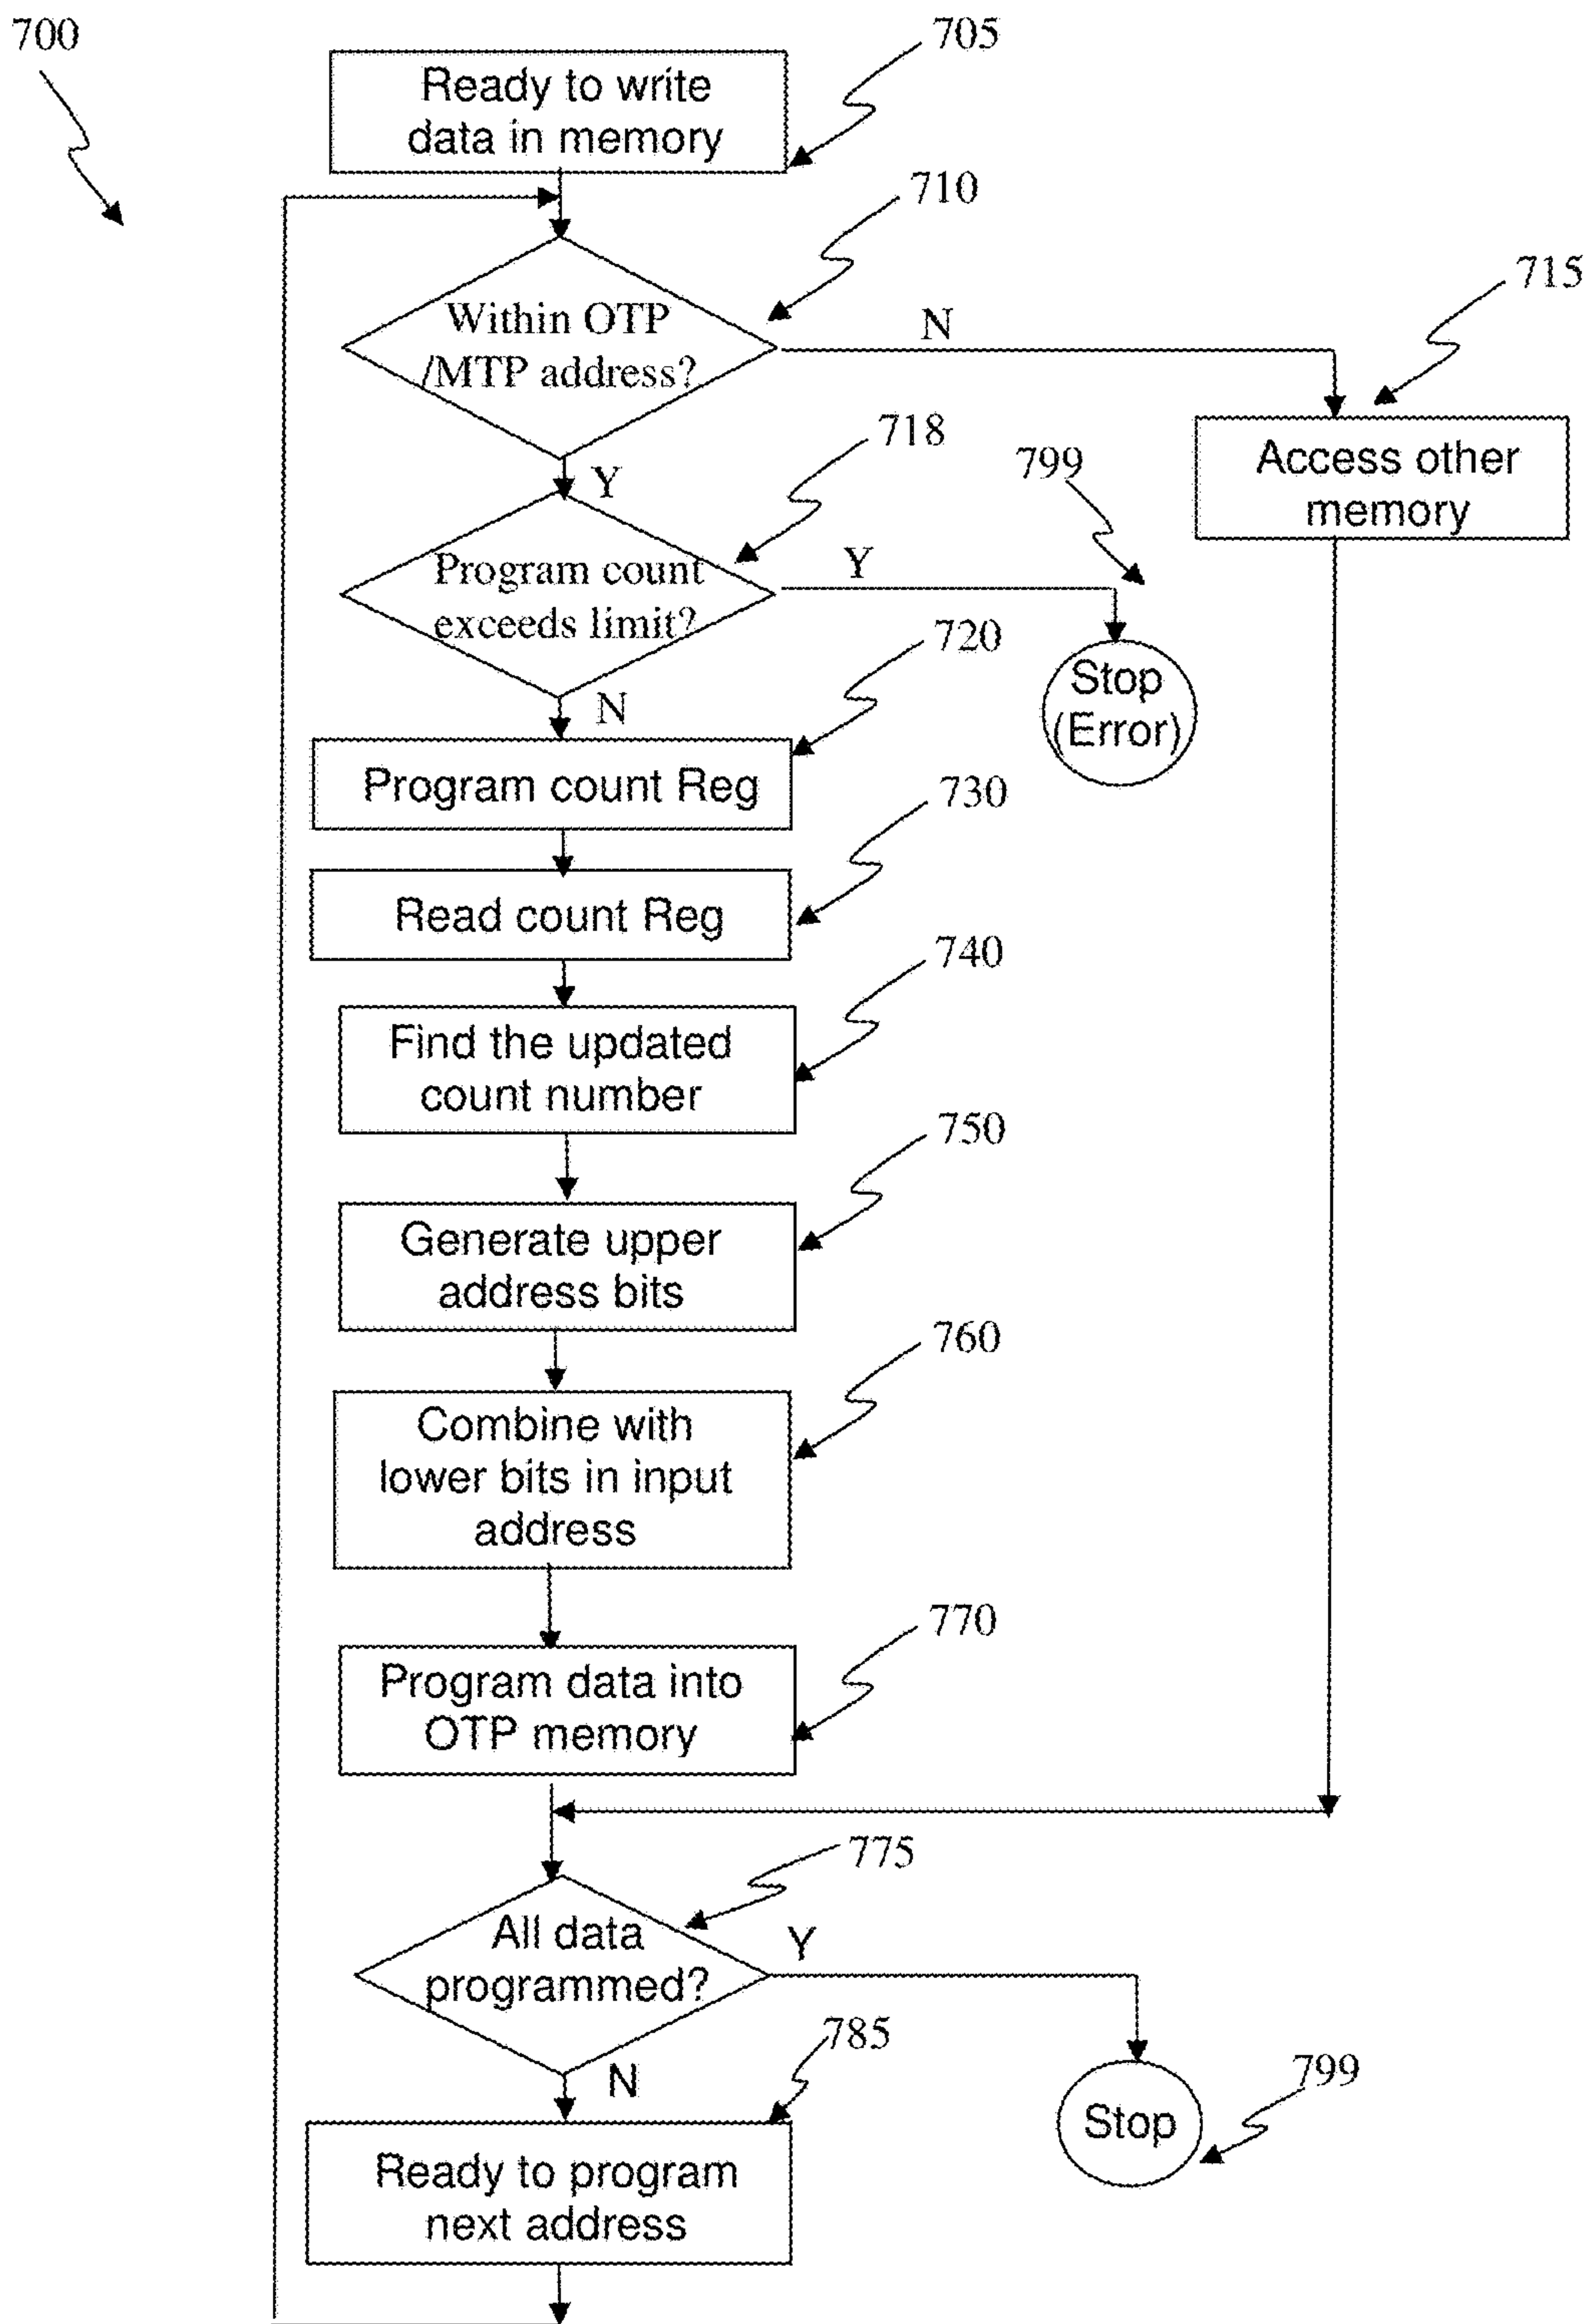 700
705
Ready to write
data in memory
710
Within OTP
/MTP address?
N
715
Access other
memory
Y
718
Program count
exceeds limit?
Y
799
Stop
(Error)
N
720
Program count Reg
730
Read count Reg
740
Find the updated
count number
750
Generate upper
address bits
760
Combine with
lower bits in input
address
770
Program data into
OTP memory
775
All data
programmed?
Y
799
Stop
N
785
Ready to program
next address